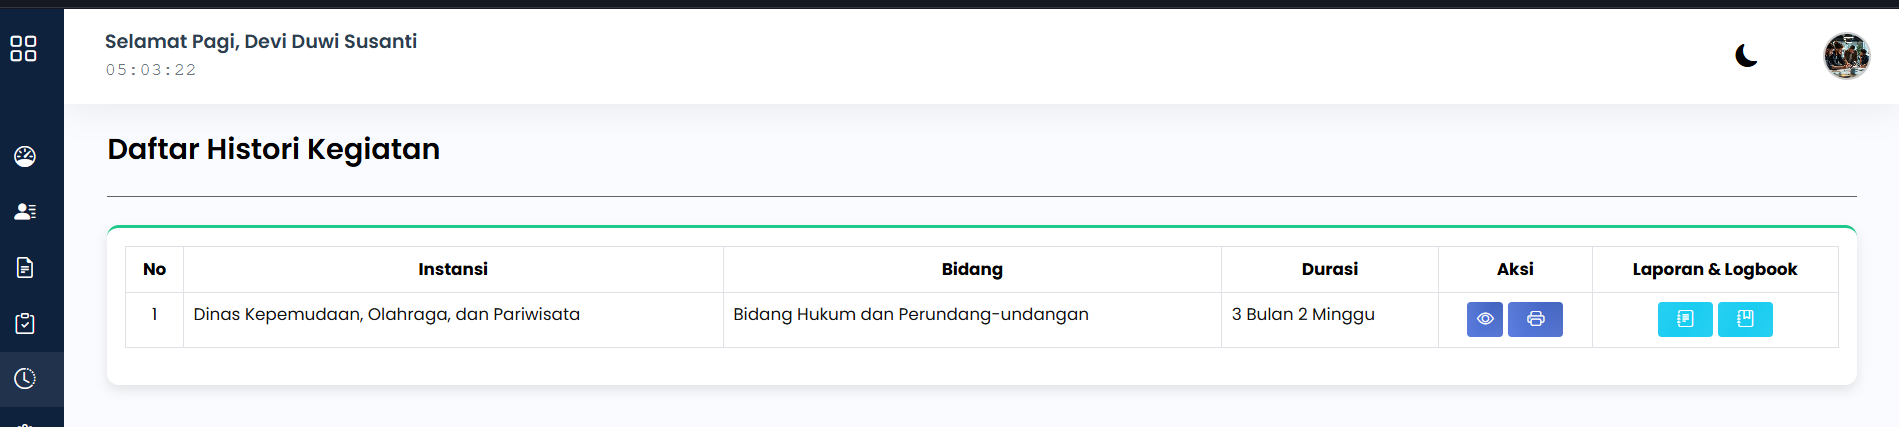 Selamat Pagi, Devi Duwi Susanti
05:03:22
Daftar Histori Kegiatan
No Instansi Bidang Durasi Aksi Laporan & Logbook
1 Dinas Kepemudaan, Olahraga, dan Pariwisata Bidang Hukum dan Perundang-undangan 3 Bulan 2 Minggu